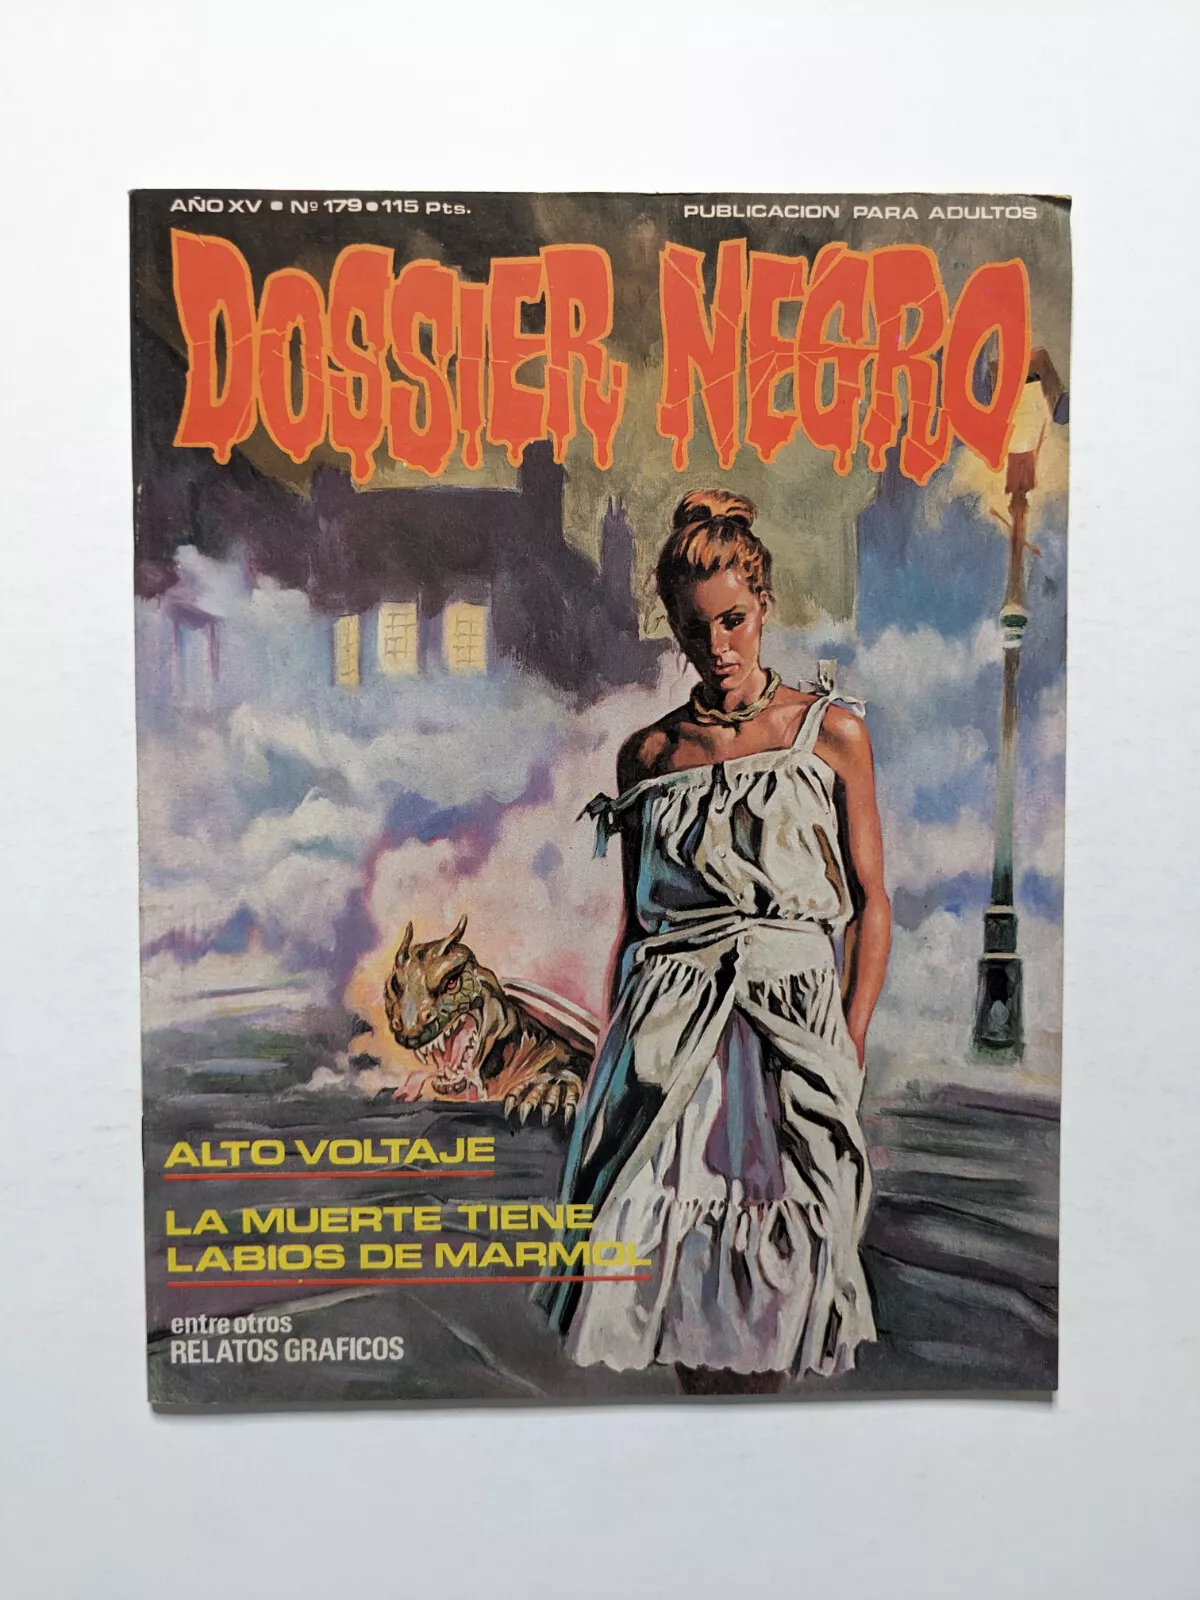 AÑO XV • Nº 179 • 115 Pts.
PUBLICACION PARA ADULTOS
DOSSIER NEGRO
ALTO VOLTAJE
LA MUERTE TIENE
LABIOS DE MARMOL
entre otros
RELATOS GRAFICOS